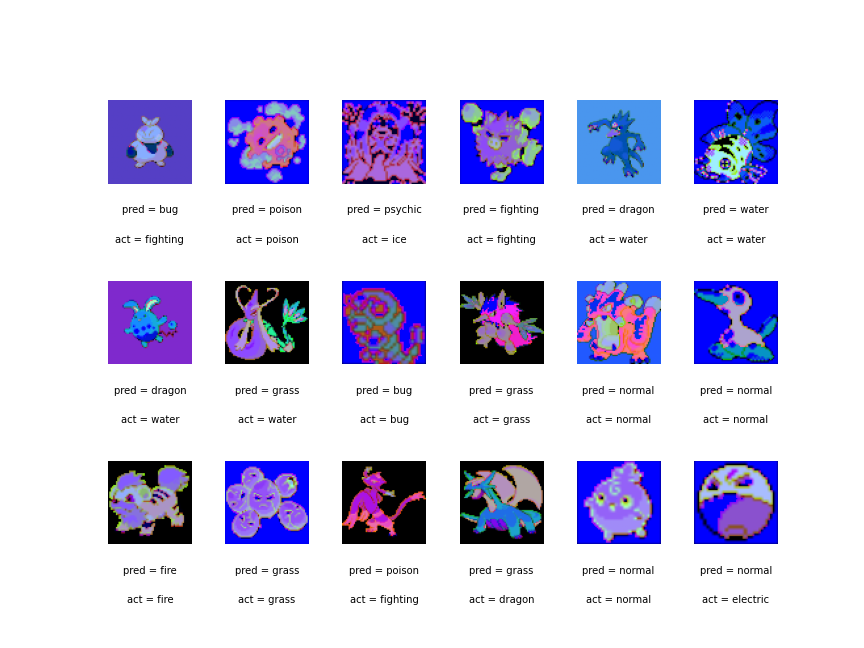 pred = bug pred = poison pred = psychic pred = fighting pred = dragon pred = water
act = fighting act = poison act = ice act = fighting act = water act = water
pred = dragon pred = grass pred = bug pred = grass pred = normal pred = normal
act = water act = water act = bug act = grass act = normal act = normal
pred = fire pred = grass pred = poison pred = grass pred = normal pred = normal
act = fire act = grass act = fighting act = dragon act = normal act = electric